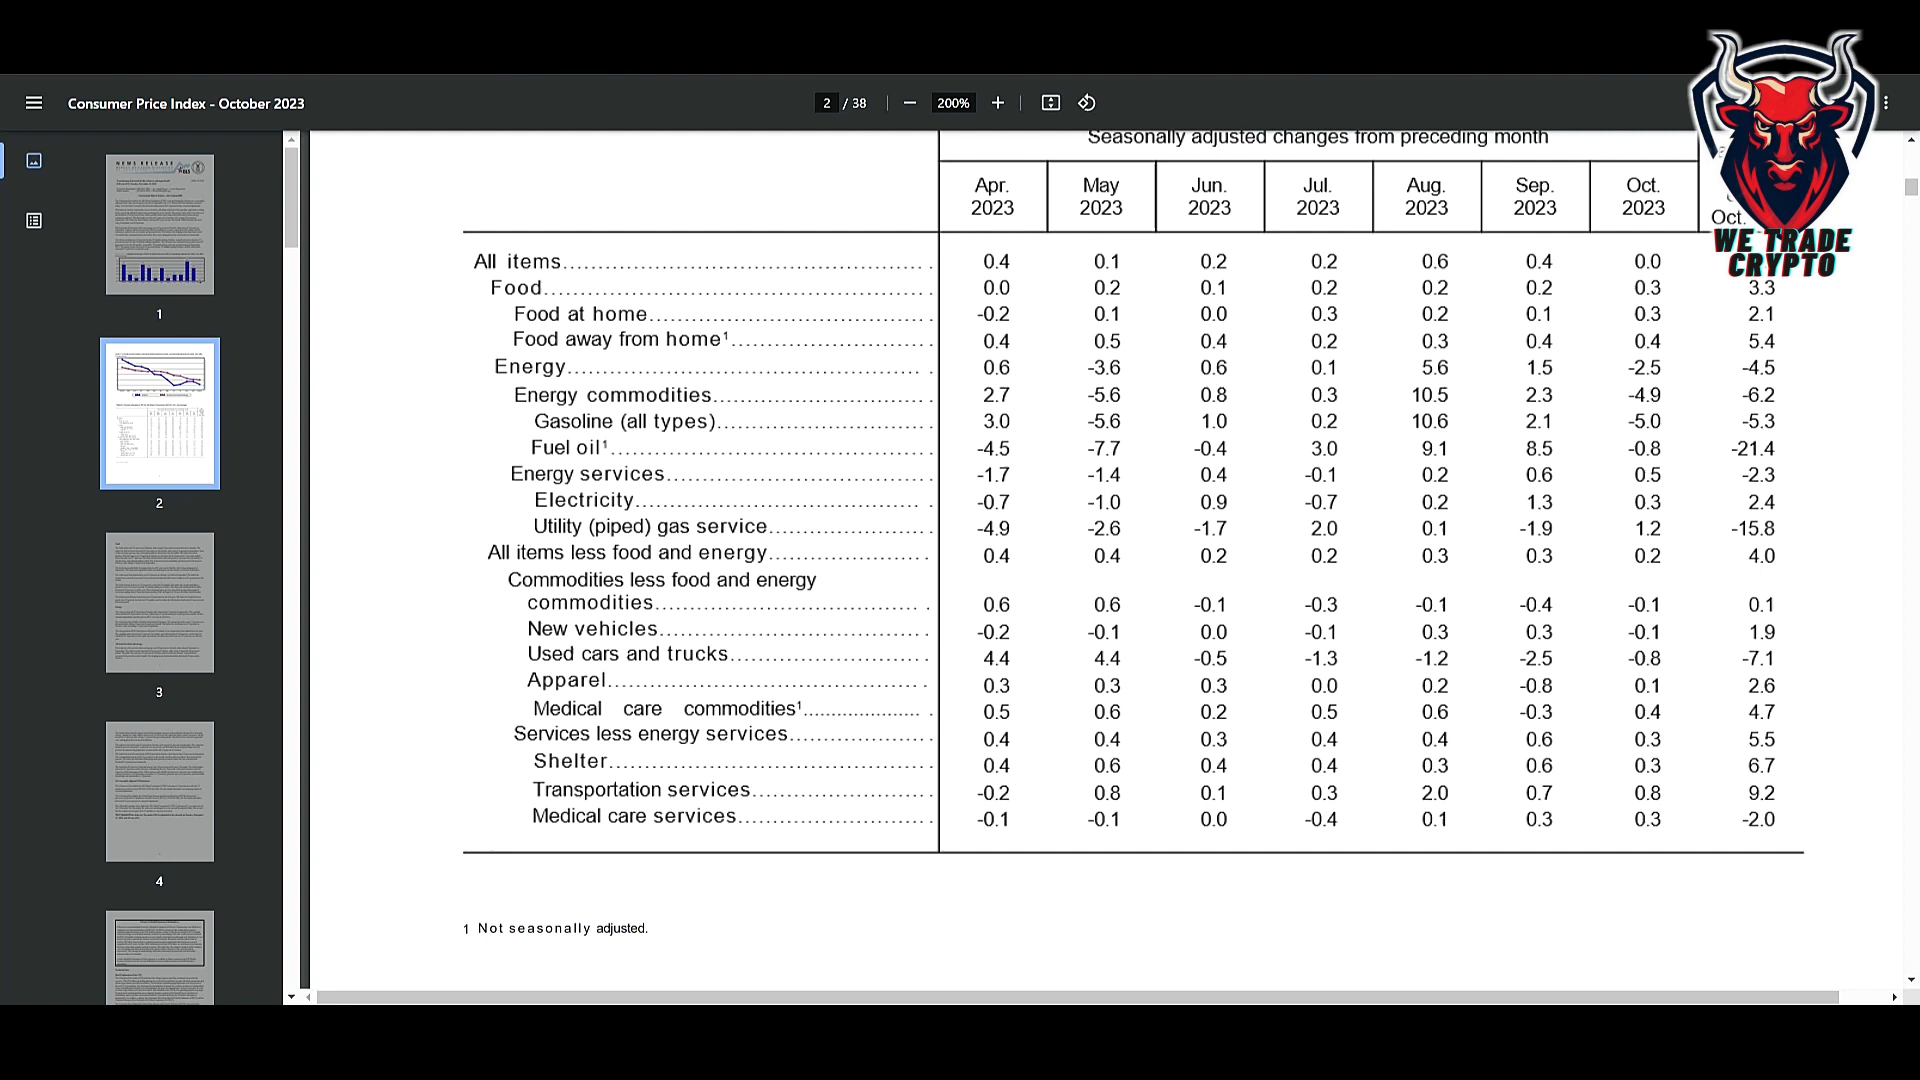 Consumer Price Index - October 2023
2 / 38
200%
Seasonally adjusted changes from preceding month
Apr. 2023 May 2023 Jun. 2023 Jul. 2023 Aug. 2023 Sep. 2023 Oct. 2023 Oct.
WE TRADE
CRYPTO
All items 0.4 0.1 0.2 0.2 0.6 0.4 0.0
Food 0.0 0.2 0.1 0.2 0.2 0.2 0.3 3.3
Food at home -0.2 0.1 0.0 0.3 0.2 0.1 0.3 2.1
Food away from home¹ 0.4 0.5 0.4 0.2 0.3 0.4 0.4 5.4
Energy 0.6 -3.6 0.6 0.1 5.6 1.5 -2.5 -4.5
Energy commodities 2.7 -5.6 0.8 0.3 10.5 2.3 -4.9 -6.2
Gasoline (all types) 3.0 -5.6 1.0 0.2 10.6 2.1 -5.0 -5.3
Fuel oil¹ -4.5 -7.7 -0.4 3.0 9.1 8.5 -0.8 -21.4
Energy services -1.7 -1.4 0.4 -0.1 0.2 0.6 0.5 -2.3
Electricity -0.7 -1.0 0.9 -0.7 0.2 1.3 0.3 2.4
Utility (piped) gas service -4.9 -2.6 -1.7 2.0 0.1 -1.9 1.2 -15.8
All items less food and energy 0.4 0.4 0.2 0.2 0.3 0.3 0.2 4.0
Commodities less food and energy
commodities 0.6 0.6 -0.1 -0.3 -0.1 -0.4 -0.1 0.1
New vehicles -0.2 -0.1 0.0 -0.1 0.3 0.3 -0.1 1.9
Used cars and trucks 4.4 4.4 -0.5 -1.3 -1.2 -2.5 -0.8 -7.1
Apparel 0.3 0.3 0.3 0.0 0.2 -0.8 0.1 2.6
Medical care commodities¹ 0.5 0.6 0.2 0.5 0.6 -0.3 0.4 4.7
Services less energy services 0.4 0.4 0.3 0.4 0.4 0.6 0.3 5.5
Shelter 0.4 0.6 0.4 0.4 0.3 0.6 0.3 6.7
Transportation services -0.2 0.8 0.1 0.3 2.0 0.7 0.8 9.2
Medical care services -0.1 -0.1 0.0 -0.4 0.1 0.3 0.3 -2.0
1 Not seasonally adjusted.
NEWS RELEASE
1
2
3
4